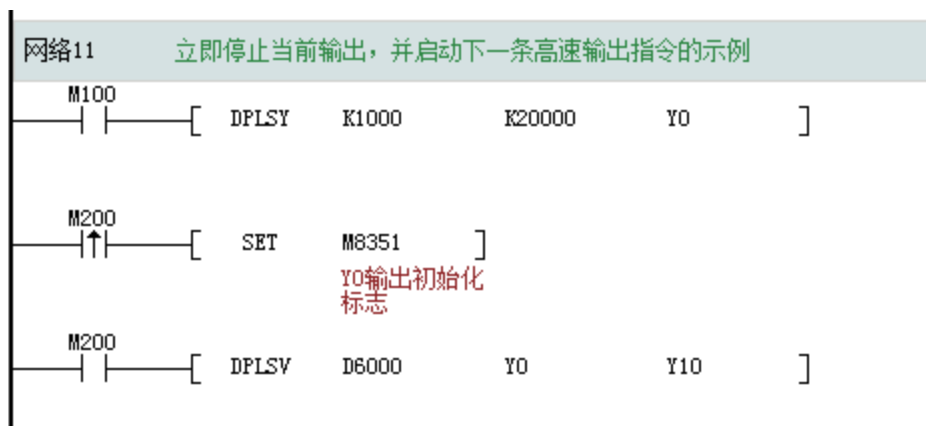 网络11 立即停止当前输出，并启动下一条高速输出指令的示例
M100
[ DPLSY K1000 K20000 Y0 ]
M200
[ SET M8351 ]
Y0输出初始化
标志
M200
[ DPLSV D6000 Y0 Y10 ]